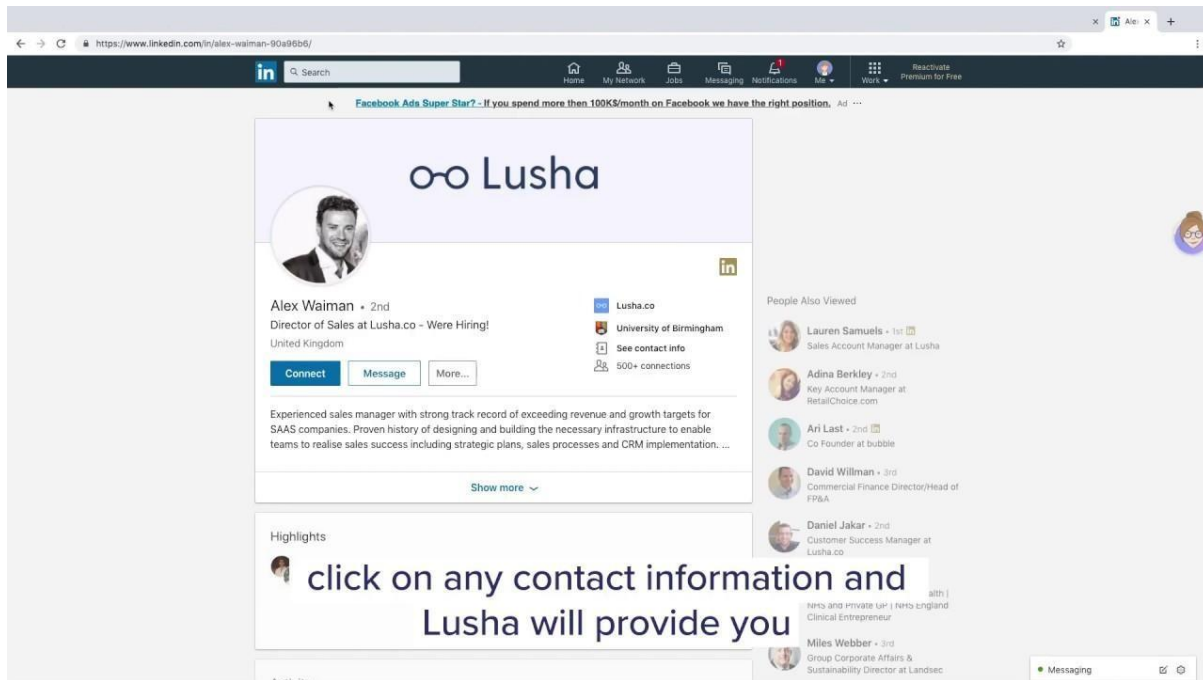 Alex
https://www.linkedin.com/in/alex-waiman-90a96b6/
in
Search
Home
My Network
Jobs
Messaging
1
Notifications
Me
Work
Reactivate
Premium for Free
Facebook Ads Super Star? - If you spend more then 100K$/month on Facebook we have the right position. Ad ...
Lusha
in
Alex Waiman • 2nd
Director of Sales at Lusha.co - Were Hiring!
United Kingdom
Connect
Message
More...
Lusha.co
University of Birmingham
See contact info
500+ connections
Experienced sales manager with strong track record of exceeding revenue and growth targets for
SAAS companies. Proven history of designing and building the necessary infrastructure to enable
teams to realise sales success including strategic plans, sales processes and CRM implementation. ...
Show more
Highlights
People Also Viewed
Lauren Samuels • 1st in
Sales Account Manager at Lusha
Adina Berkley • 2nd
Key Account Manager at
RetailChoice.com
Ari Last • 2nd in
Co Founder at bubble
David Willman • 3rd
Commercial Finance Director/Head of
FP&A
Daniel Jakar • 2nd
Customer Success Manager at
Lusha.co
NHS and Private GP | NHS England
Clinical Entrepreneur
Miles Webber • 3rd
Group Corporate Affairs &
Sustainability Director at Landsec
click on any contact information and
Lusha will provide you
Messaging